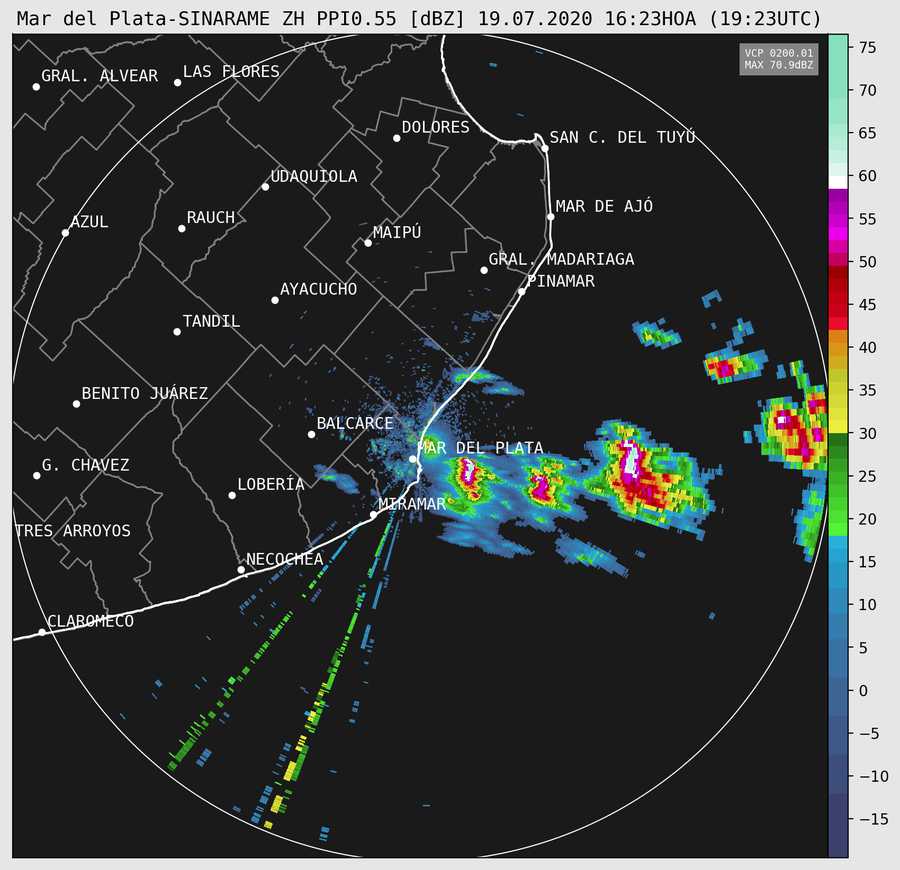 Mar del Plata-SINARAME ZH PPI0.55 [dBZ] 19.07.2020 16:23HOA (19:23UTC)
VCP 0200.01
MAX 70.9dBZ
75
70
65
60
55
50
45
40
35
30
25
20
15
10
5
0
−5
−10
−15
GRAL. ALVEAR
LAS FLORES
DOLORES
SAN C. DEL TUYÚ
UDAQUIOLA
MAR DE AJÓ
RAUCH
AZUL
MAIPÚ
GRAL. MADARIAGA
PINAMAR
AYACUCHO
TANDIL
BENITO JUÁREZ
BALCARCE
MAR DEL PLATA
G. CHAVEZ
LOBERÍA
MIRAMAR
TRES ARROYOS
NECOCHEA
CLAROMECO